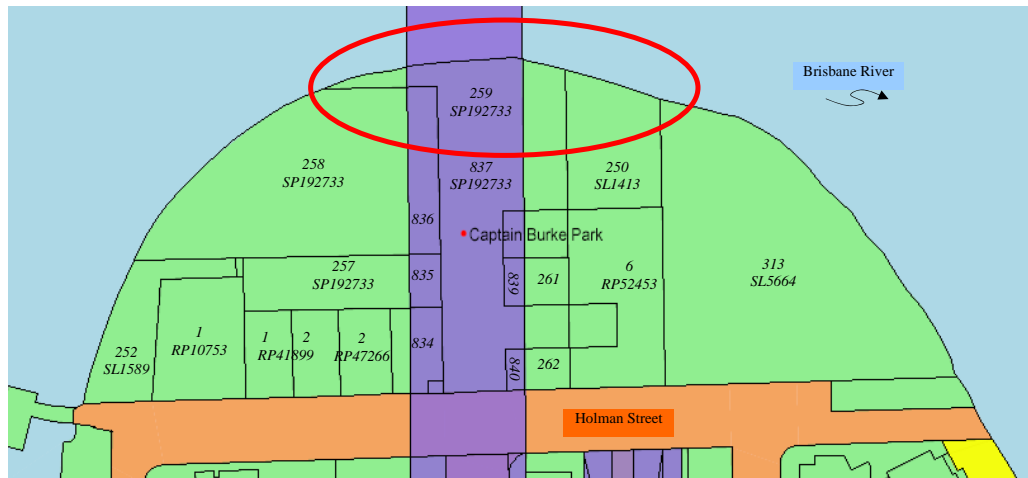 Brisbane River
259
SP192733
258
SP192733
837
SP192733
250
SL1413
836
Captain Burke Park
257
SP192733
835
839
261
6
RP52453
313
SL5664
252
SL1589
1
RP10753
1
RP41899
2
2
RP47266
834
840
262
Holman Street